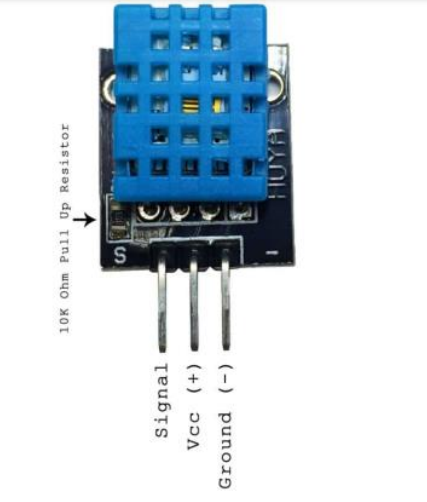 10K Ohm Pull Up Resistor
HUYA
S
-
Signal
Vcc (+)
Ground (-)